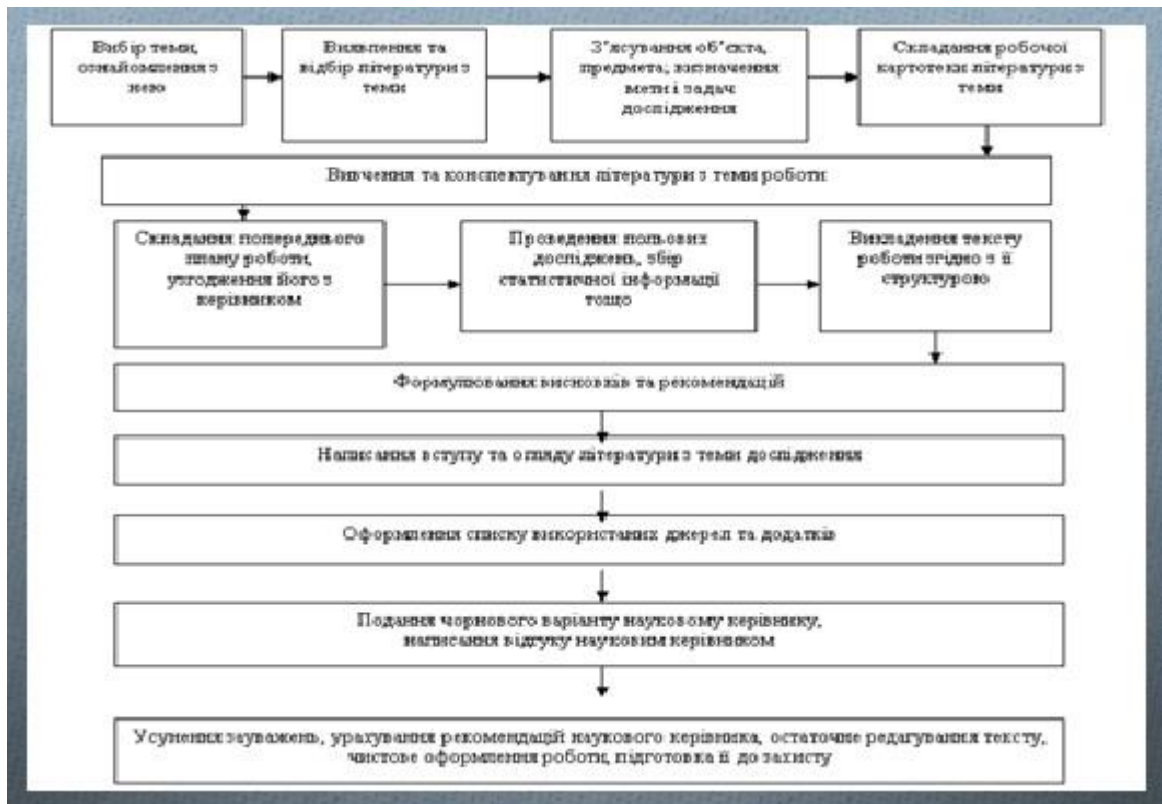 Вибір теми,
ознайомлення з
нею
Виявлення та
відбір літератури з
теми
З"ясування об"єкта,
предмета, визначення
мети і задач
дослідження
Складання робочої
картотеки літератури з
теми
Вивчення та конспектування літератури з теми роботи
Складання попереднього
плану роботи,
узгодження його з
керівником
Проведення польових
досліджень, збір
статистичної інформації
тощо
Викладення тексту
роботи згідно з її
структурою
Формулювання висновків та рекомендацій
Написання вступу та огляду літератури з теми дослідження
Оформлення списку використаних джерел та додатків
Подання чорнового варіанту науковому керівнику,
написання відгуку науковим керівником
Усунення зауважень, урахування рекомендацій наукового керівника, остаточне редагування тексту,
чистове оформлення роботи, підготовка її до захисту